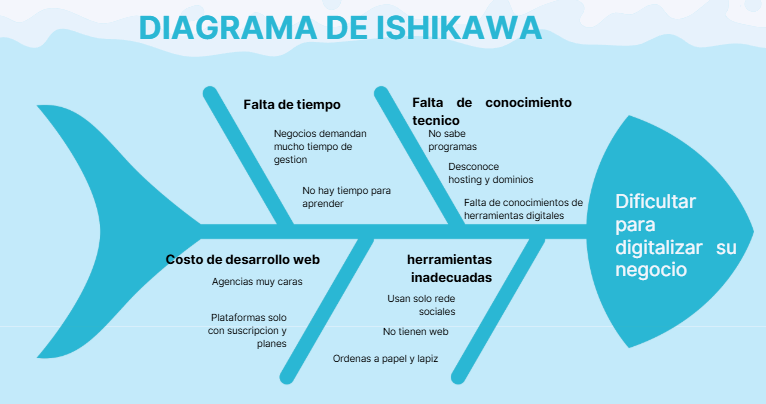 DIAGRAMA DE ISHIKAWA
Falta de tiempo
Negocios demandan
mucho tiempo de
gestion
No hay tiempo para
aprender
Falta de conocimiento
tecnico
No sabe
programas
Desconoce
hosting y dominios
Falta de conocimientos de
herramientas digitales
Costo de desarrollo web
Agencias muy caras
Plataformas solo
con suscripcion y
planes
herramientas
inadecuadas
Usan solo rede
sociales
No tienen web
Ordenas a papel y lapiz
Dificultar
para
digitalizar su
negocio